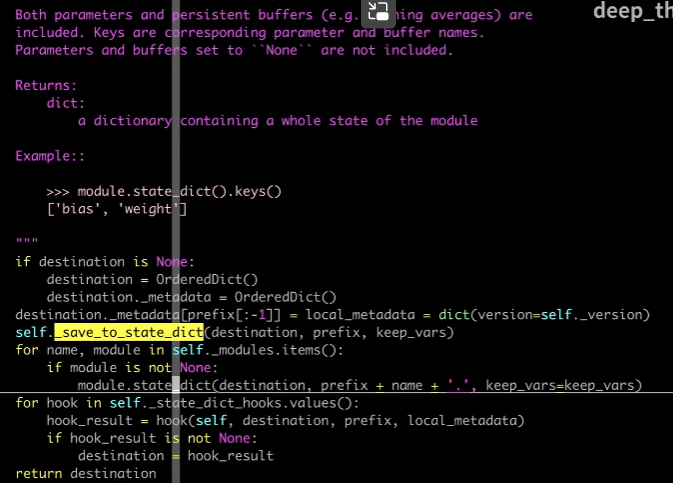 Both parameters and persistent buffers (e.g. ning averages) are
deep_th
included. Keys are corresponding parameter and buffer names.
Parameters and buffers set to ``None`` are not included.
Returns:
dict:
a dictionary containing a whole state of the module
Example::
>>> module.state_dict().keys()
['bias', 'weight']
"""
if destination is None:
destination = OrderedDict()
destination._metadata = OrderedDict()
destination._metadata[prefix[:-1]] = local_metadata = dict(version=self._version)
self._save_to_state_dict(destination, prefix, keep_vars)
for name, module in self._modules.items():
if module is not None:
module.state_dict(destination, prefix + name + '.', keep_vars=keep_vars)
for hook in self._state_dict_hooks.values():
hook_result = hook(self, destination, prefix, local_metadata)
if hook_result is not None:
destination = hook_result
return destination